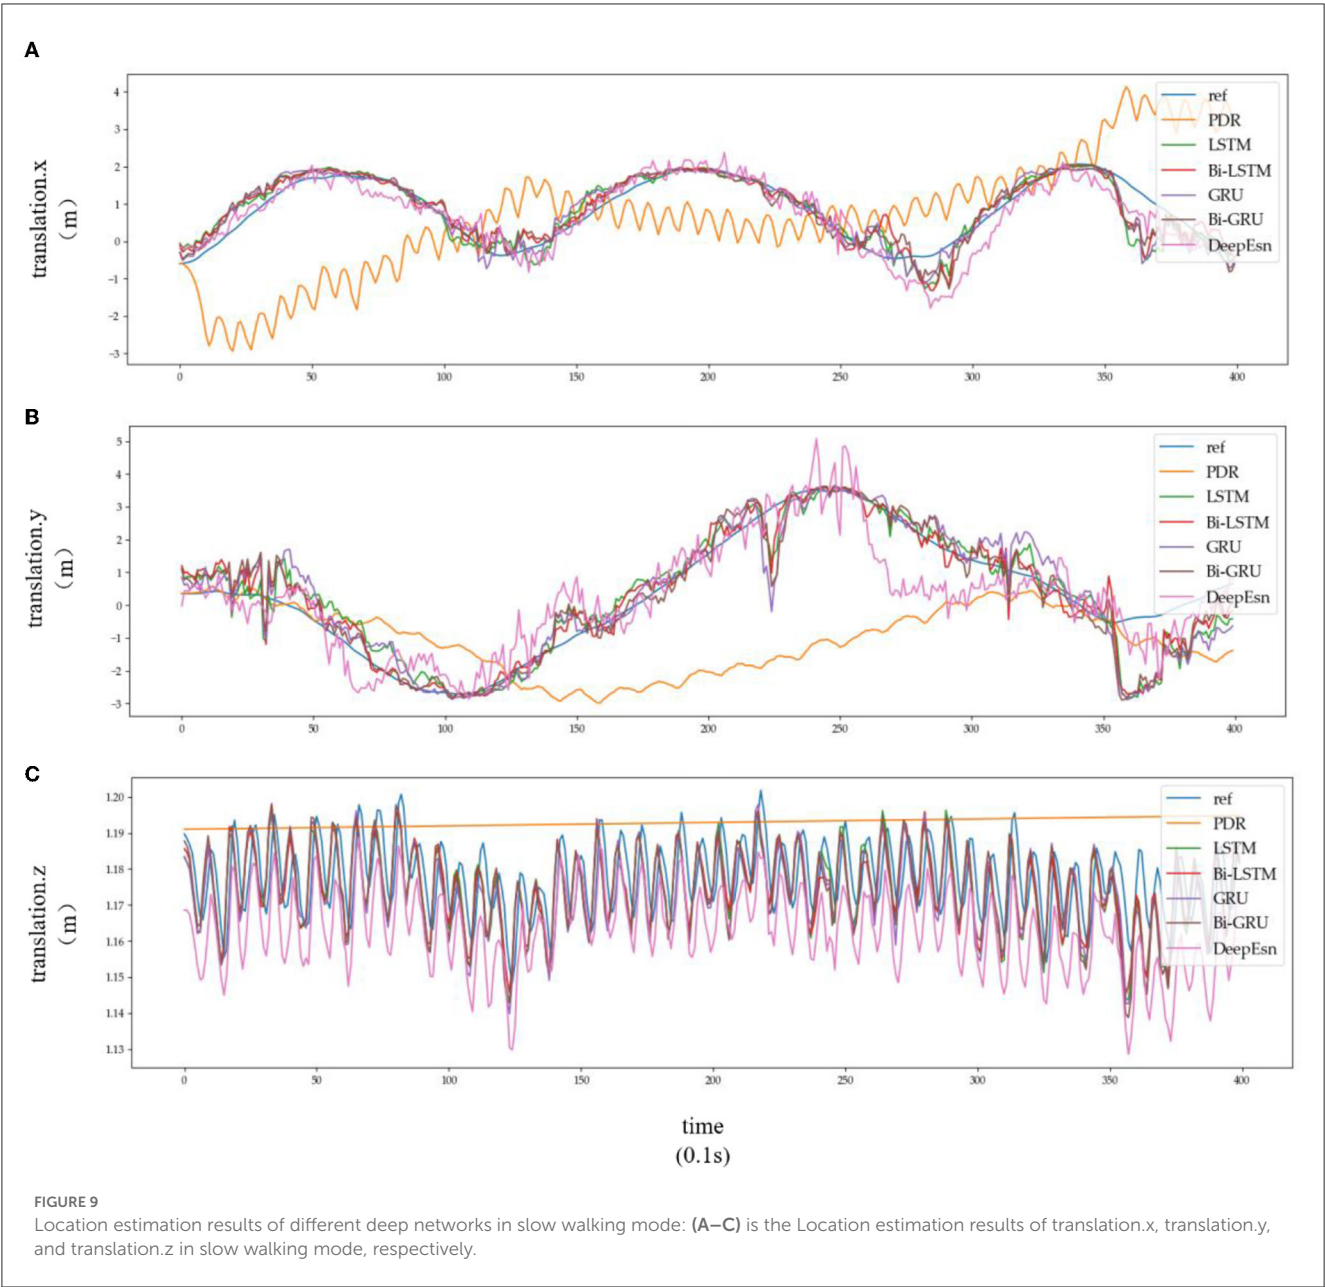 A
translation.x
(m)
4
3
2
1
0
−1
−2
−3
0 50 100 150 200 250 300 350 400
ref
PDR
LSTM
Bi-LSTM
GRU
Bi-GRU
DeepEsn
B
translation.y
(m)
5
4
3
2
1
0
−1
−2
−3
0 50 100 150 200 250 300 350 400
ref
PDR
LSTM
Bi-LSTM
GRU
Bi-GRU
DeepEsn
C
translation.z
(m)
1.20
1.19
1.18
1.17
1.16
1.15
1.14
1.13
0 50 100 150 200 250 300 350 400
ref
PDR
LSTM
Bi-LSTM
GRU
Bi-GRU
DeepEsn
time
(0.1s)
FIGURE 9
Location estimation results of different deep networks in slow walking mode: (A–C) is the Location estimation results of translation.x, translation.y,
and translation.z in slow walking mode, respectively.